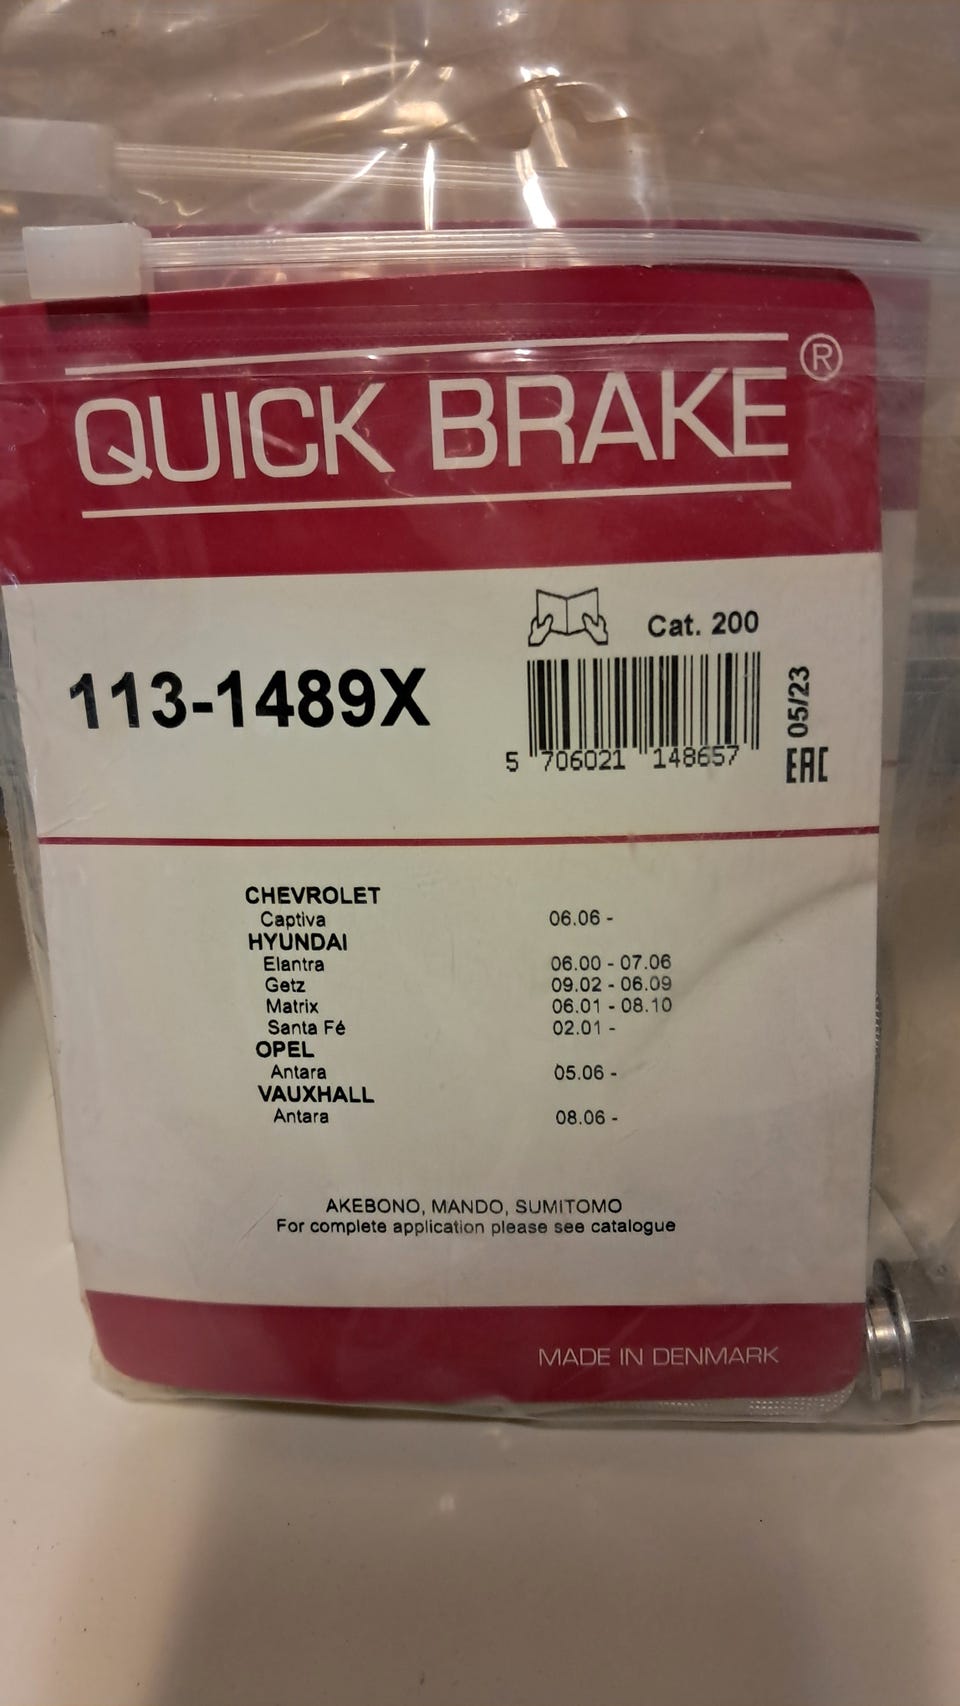 QUICK BRAKE®
Cat. 200
113-1489X
05/23
5 706021 148657
EAC
CHEVROLET
Captiva 06.06 -
HYUNDAI
Elantra 06.00 - 07.06
Getz 09.02 - 06.09
Matrix 06.01 - 08.10
Santa Fé 02.01 -
OPEL
Antara 05.06 -
VAUXHALL
Antara 08.06 -
AKEBONO, MANDO, SUMITOMO
For complete application please see catalogue
MADE IN DENMARK